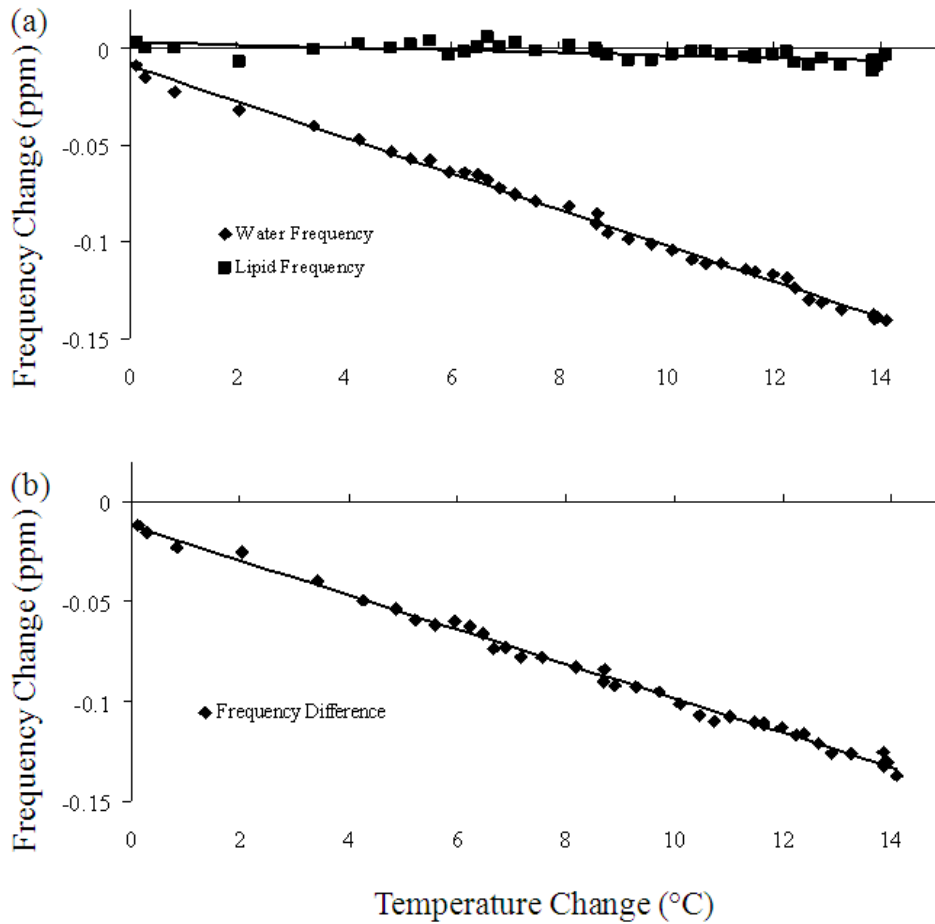 (a)
Frequency Change (ppm)
0
-0.05
-0.1
-0.15
Water Frequency
Lipid Frequency
0 2 4 6 8 10 12 14
(b)
Frequency Change (ppm)
0
-0.05
-0.1
-0.15
Frequency Difference
0 2 4 6 8 10 12 14
Temperature Change (°C)